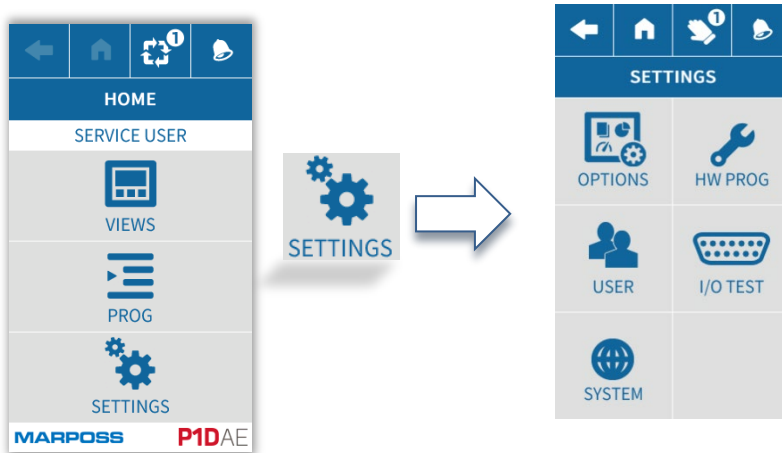 1
HOME
SERVICE USER
VIEWS
PROG
SETTINGS
MARPOSS P1DAE
SETTINGS
1
SETTINGS
OPTIONS HW PROG
USER I/O TEST
SYSTEM